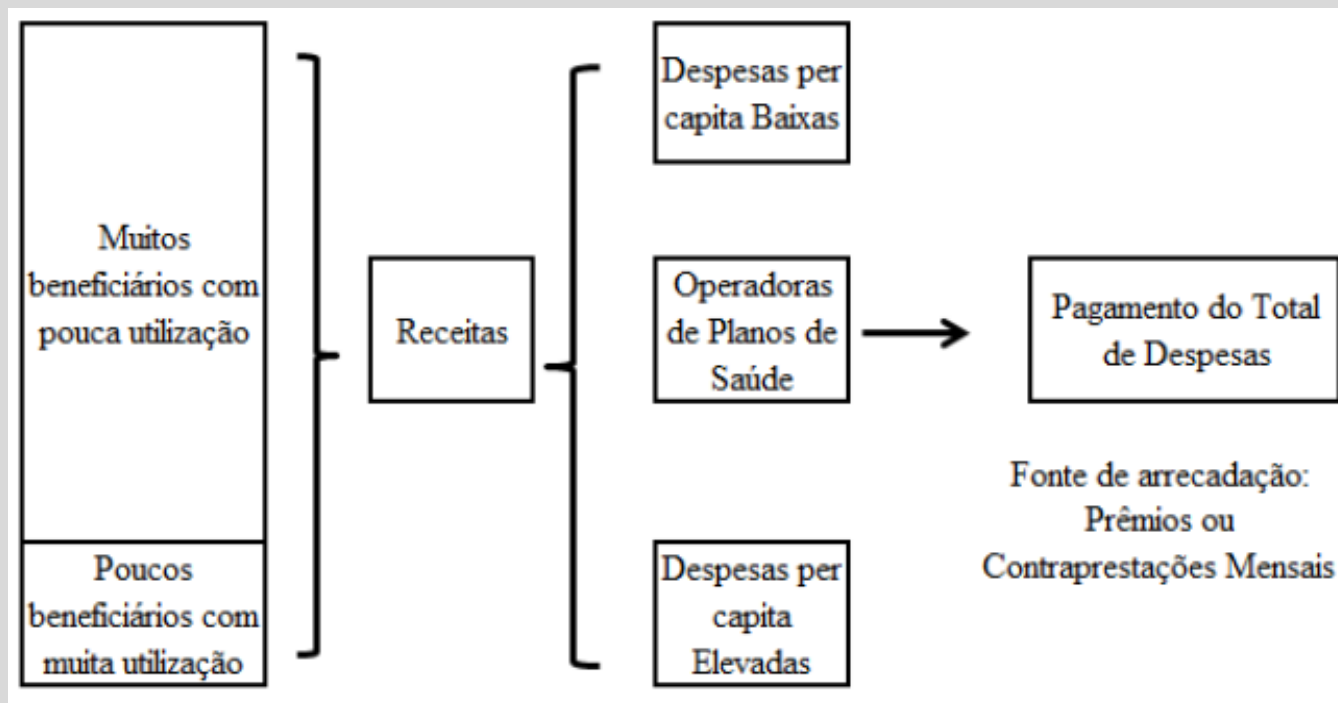 Muitos
beneficiários com
pouca utilização
Poucos
beneficiários com
muita utilização
Receitas
Despesas per
capita Baixas
Operadoras
de Planos de
Saúde
Despesas per
capita
Elevadas
Pagamento do Total
de Despesas
Fonte de arrecadação:
Prêmios ou
Contraprestações Mensais